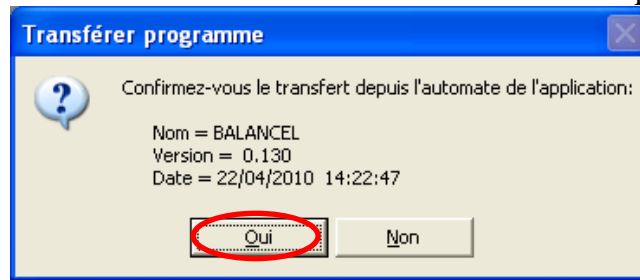 Transférer programme
Confirmez-vous le transfert depuis l'automate de l'application:
Nom = BALANCEL
Version = 0.130
Date = 22/04/2010 14:22:47
Oui
Non